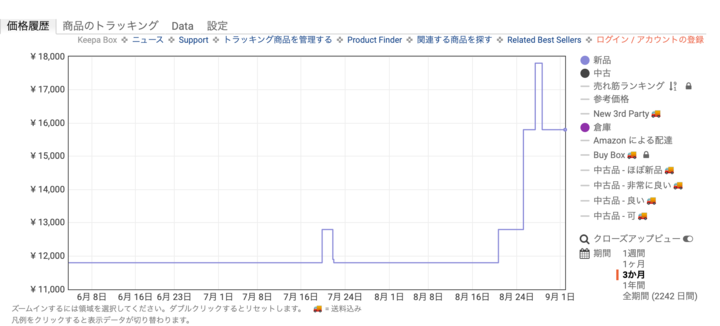 価格履歴 商品のトラッキング Data 設定
Keepa Box ❖ ニュース ❖ Support ❖ トラッキング商品を管理する ❖ Product Finder ❖ 関連する商品を探す ❖ Related Best Sellers ❖ ログイン / アカウントの登録
¥ 18,000
¥ 17,000
¥ 16,000
¥ 15,000
¥ 14,000
¥ 13,000
¥ 12,000
¥ 11,000
6月 8日 6月 16日 6月 23日 7月 1日 7月 8日 7月 16日 7月 24日 8月 1日 8月 8日 8月 16日 8月 24日 9月 1日
新品
中古
売れ筋ランキング
参考価格
New 3rd Party
倉庫
Amazon による配達
Buy Box
中古品 - ほぼ新品
中古品 - 非常に良い
中古品 - 良い
中古品 - 可
クローズアップビュー
期間 1週間
1ヶ月
3か月
1年間
全期間 (2242 日間)
ズームインするには領域を選択してください。ダブルクリックするとリセットします。 = 送料込み
凡例をクリックすると表示データが切り替わります。